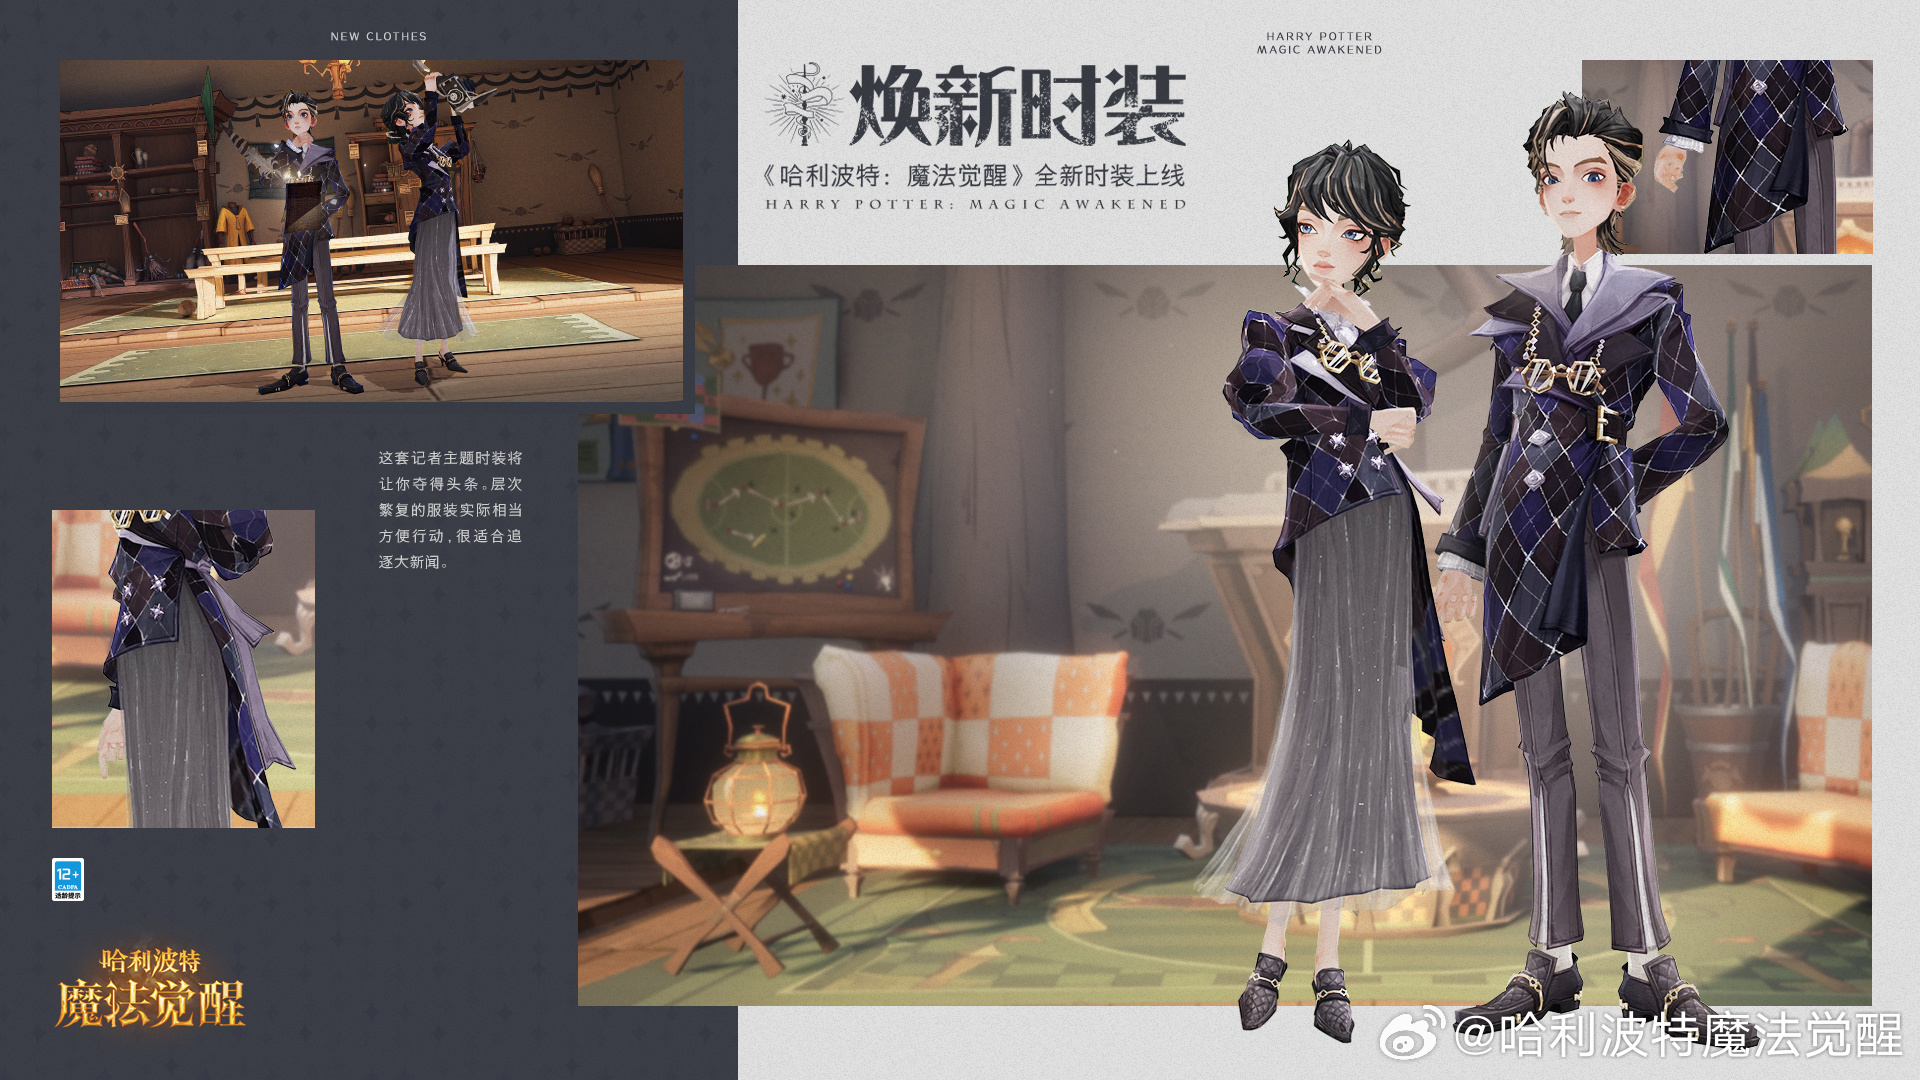 NEW CLOTHES
HARRY POTTER
MAGIC AWAKENED
焕新时装
《哈利波特：魔法觉醒》全新时装上线
HARRY POTTER: MAGIC AWAKENED
这套记者主题时装将
让你夺得头条。层次
繁复的服装实际相当
方便行动,很适合追
逐大新闻。
12+
CADPA
适龄提示
哈利波特
魔法觉醒
@哈利波特魔法觉醒